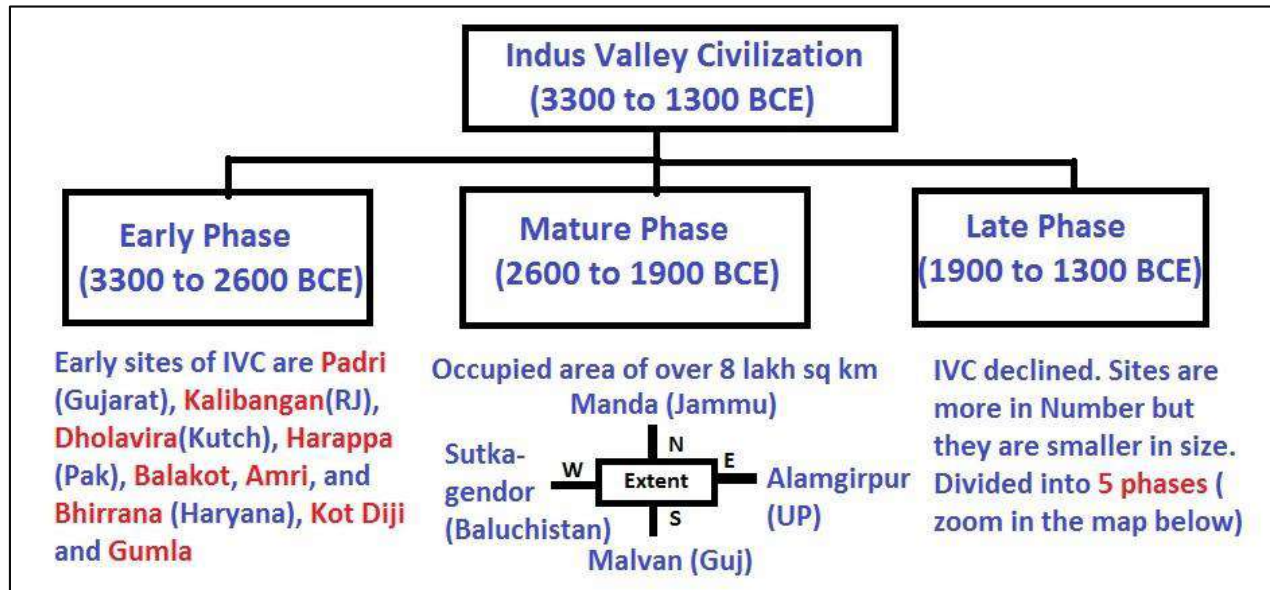 Indus Valley Civilization
(3300 to 1300 BCE)
Early Phase
(3300 to 2600 BCE)
Mature Phase
(2600 to 1900 BCE)
Late Phase
(1900 to 1300 BCE)
Early sites of IVC are Padri
(Gujarat), Kalibangan(RJ),
Dholavira(Kutch), Harappa
(Pak), Balakot, Amri, and
Bhirrana (Haryana), Kot Diji
and Gumla
Occupied area of over 8 lakh sq km
Manda (Jammu)
N
Sutka-
gendor
(Baluchistan)
W
Extent
E
Alamgirpur
(UP)
S
Malvan (Guj)
IVC declined. Sites are
more in Number but
they are smaller in size.
Divided into 5 phases (
zoom in the map below)